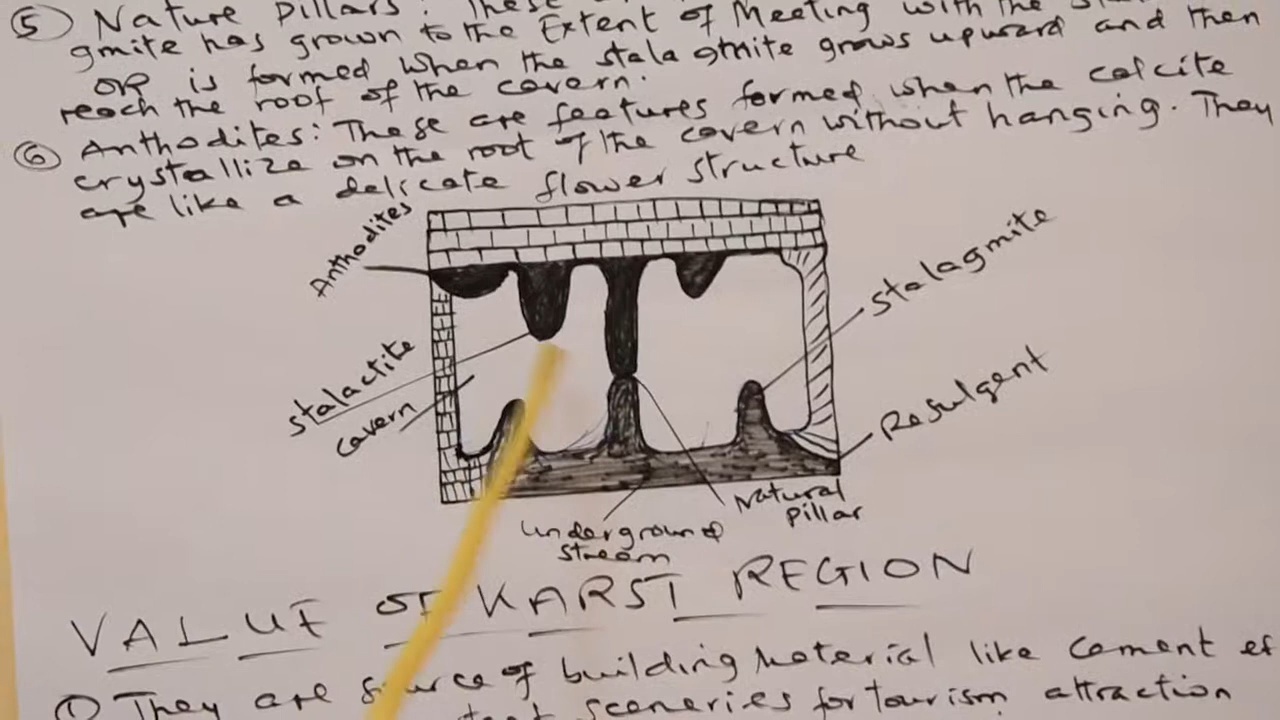 ⑤ Nature Pillars: These
gmite has grown to the Extent of Meeting with the
OR is formed when the stalagmite grows upward and then
reach the roof of the cavern.
⑥ Anthodites: These are features formed when the calcite
crystallize on the root of the cavern without hanging. They
are like a delicate flower structure
Anthodites
Stalactite
Cavern
Stalagmite
Resulgent
Natural
pillar
underground
stream
VALUE OF KARST REGION
① They are source of building material like cement
sceneries for tourism attraction